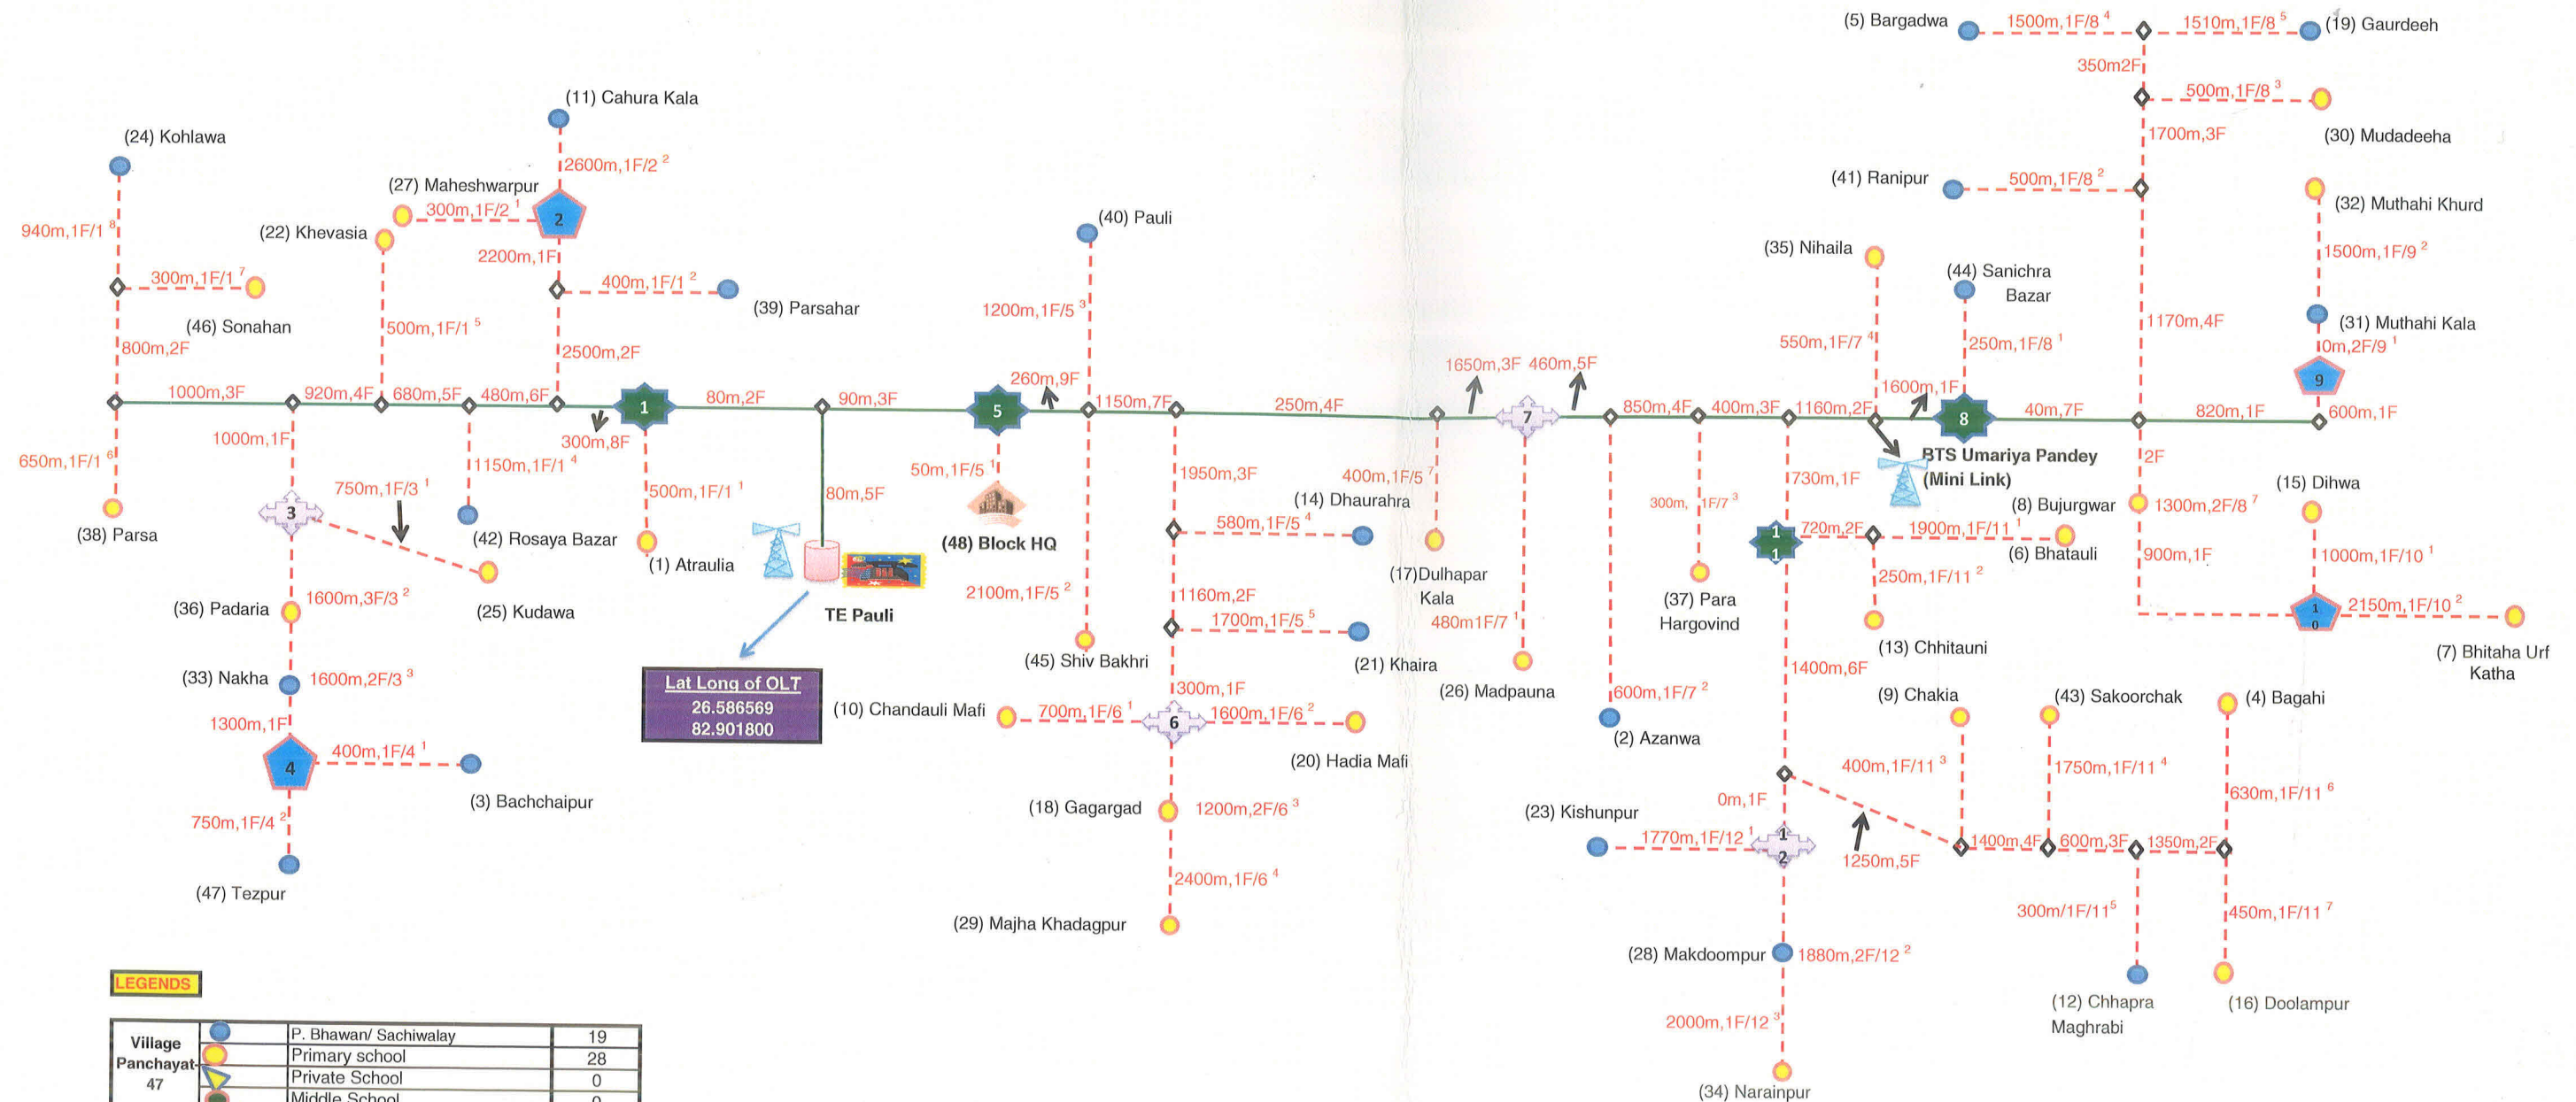 (5) Bargadwa
1500m,1F/8 4
1510m,1F/8 5
(19) Gaurdeeh
350m2F
500m,1F/8 3
(30) Mudadeeha
1700m,3F
(41) Ranipur
500m,1F/8 2
(32) Muthahi Khurd
1500m,1F/9 2
(31) Muthahi Kala
0m,2F/9 1
9
600m,1F
1170m,4F
(11) Cahura Kala
2600m,1F/2 2
(24) Kohlawa
(27) Maheshwarpur
300m,1F/2 1
2
940m,1F/1 8
(22) Khevasia
2200m,1F
300m,1F/1 7
400m,1F/1 2
(39) Parsahar
(46) Sonahan
500m,1F/1 5
800m,2F
2500m,2F
(40) Pauli
1200m,1F/5 3
(35) Nihaila
(44) Sanichra
Bazar
550m,1F/7 4
250m,1F/8 1
1000m,3F
920m,4F
680m,5F
480m,6F
300m,8F
1
80m,2F
90m,3F
5
260m,9F
1150m,7F
250m,4F
1650m,3F
460m,5F
7
850m,4F
400m,3F
1160m,2F
1600m,1F
8
40m,7F
820m,1F
650m,1F/1 6
(38) Parsa
1000m,1F
750m,1F/3 1
3
(25) Kudawa
1150m,1F/1 4
(42) Rosaya Bazar
500m,1F/1 1
(1) Atraulia
80m,5F
TE Pauli
50m,1F/5 1
(48) Block HQ
2100m,1F/5 2
(45) Shiv Bakhri
1950m,3F
(14) Dhaurahra
580m,1F/5 4
1160m,2F
1700m,1F/5 5
(21) Khaira
300m,1F
(10) Chandauli Mafi
700m,1F/6 1
6
1600m,1F/6 2
(20) Hadia Mafi
(18) Gagargad
1200m,2F/6 3
2400m,1F/6 4
(29) Majha Khadagpur
400m,1F/5 7
(17)Dulhapar
Kala
480m1F/7 1
(26) Madpauna
600m,1F/7 2
(2) Azanwa
300m, 1F/7 3
(37) Para
Hargovind
730m,1F
BTS Umariya Pandey
(Mini Link)
11
720m,2F
1900m,1F/11 1
(6) Bhatauli
250m,1F/11 2
(13) Chhitauni
2F
(8) Bujurgwar
1300m,2F/8 7
900m,1F
(15) Dihwa
1000m,1F/10 1
10
2150m,1F/10 2
(7) Bhitaha Urf
Katha
1400m,6F
(36) Padaria
1600m,3F/3 2
(33) Nakha
1600m,2F/3 3
1300m,1F
4
400m,1F/4 1
(3) Bachchaipur
750m,1F/4 2
(47) Tezpur
Lat Long of OLT
26.586569
82.901800
(9) Chakia
(43) Sakoorchak
(4) Bagahi
400m,1F/11 3
1750m,1F/11 4
630m,1F/11 6
0m,1F
(23) Kishunpur
1770m,1F/12 1
12
1250m,5F
1400m,4F
600m,3F
1350m,2F
300m/1F/11 5
450m,1F/11 7
(12) Chhapra
Maghrabi
(16) Doolampur
(28) Makdoompur
1880m,2F/12 2
2000m,1F/12 3
(34) Narainpur
LEGENDS
Village
Panchayat-
47
P. Bhawan/ Sachiwalay 19
Primary school 28
Private School 0
Middle School 0